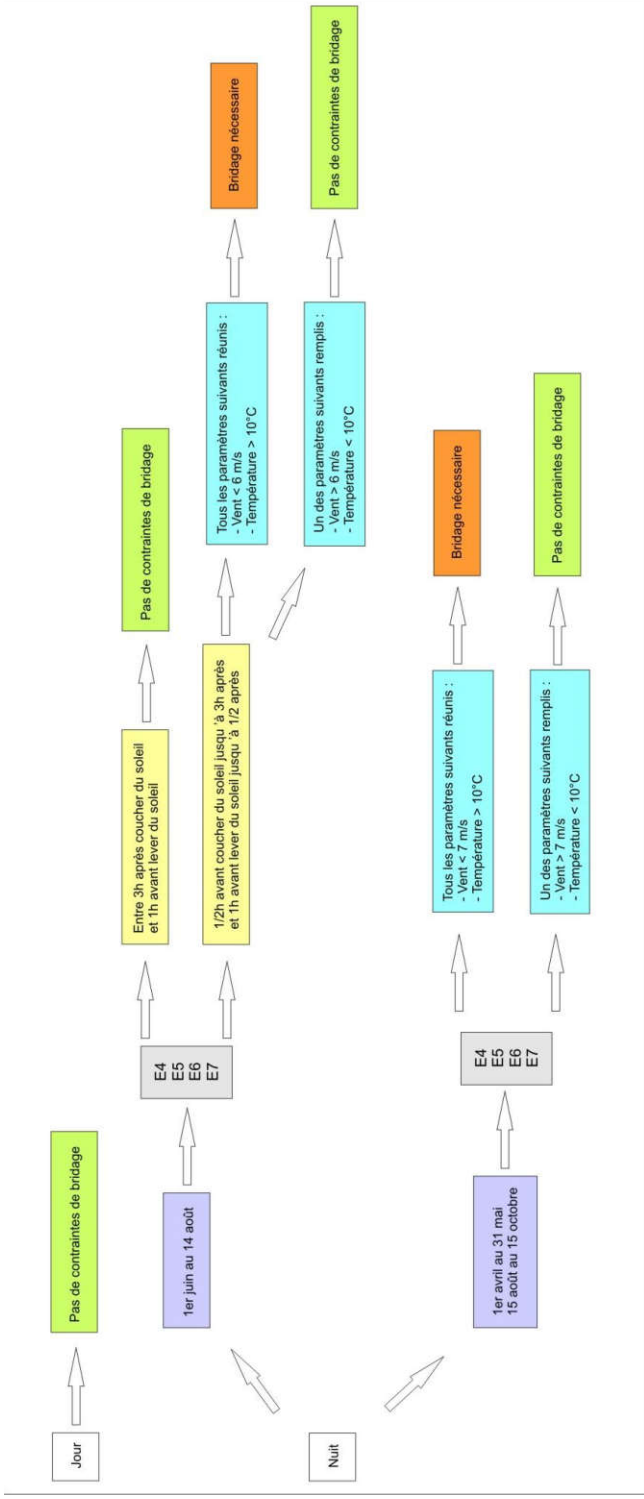 Jour
Pas de contraintes de bridage
Nuit
1er juin au 14 août
E4
E5
E6
E7
Entre 3h après coucher du soleil
et 1h avant lever du soleil
Pas de contraintes de bridage
1/2h avant coucher du soleil jusqu 'à 3h après
et 1h avant lever du soleil jusqu 'à 1/2 après
Tous les paramètres suivants réunis :
- Vent < 6 m/s
- Température > 10°C
Bridage nécessaire
Un des paramètres suivants remplis :
- Vent > 6 m/s
- Température < 10°C
Pas de contraintes de bridage
1er avril au 31 mai
15 août au 15 octobre
E4
E5
E6
E7
Tous les paramètres suivants réunis :
- Vent < 7 m/s
- Température > 10°C
Bridage nécessaire
Un des paramètres suivants remplis :
- Vent > 7 m/s
- Température < 10°C
Pas de contraintes de bridage